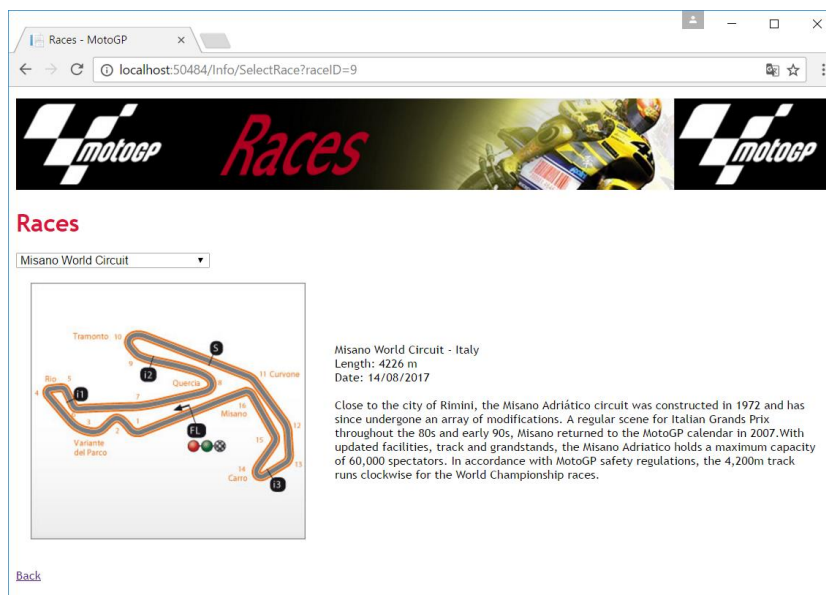 Races - MotoGP
localhost:50484/Info/SelectRace?raceID=9
motoGP Races motoGP
Races
Misano World Circuit
Tramonto 10
S
9
i2
11 Curvone
Rio 5
Quercia 8
4
i1
7
16
Misano
6
3
2
1
FL
12
Variante
del Parco
15
14
13
Carro
i3
Misano World Circuit - Italy
Length: 4226 m
Date: 14/08/2017
Close to the city of Rimini, the Misano Adriático circuit was constructed in 1972 and has
since undergone an array of modifications. A regular scene for Italian Grands Prix
throughout the 80s and early 90s, Misano returned to the MotoGP calendar in 2007.With
updated facilities, track and grandstands, the Misano Adriatico holds a maximum capacity
of 60,000 spectators. In accordance with MotoGP safety regulations, the 4,200m track
runs clockwise for the World Championship races.
Back